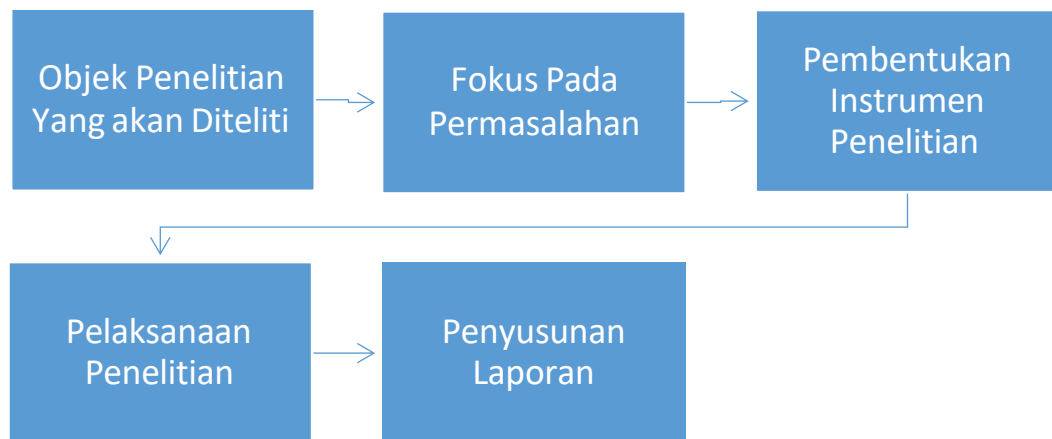 Objek Penelitian
Yang akan Diteliti
Fokus Pada
Permasalahan
Pembentukan
Instrumen
Penelitian
Pelaksanaan
Penelitian
Penyusunan
Laporan